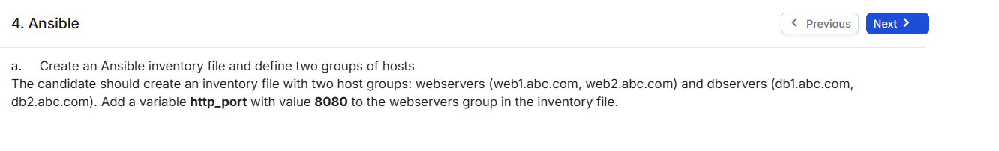 4. Ansible
Previous
Next
a. Create an Ansible inventory file and define two groups of hosts
The candidate should create an inventory file with two host groups: webservers (web1.abc.com, web2.abc.com) and dbservers (db1.abc.com,
db2.abc.com). Add a variable http_port with value 8080 to the webservers group in the inventory file.